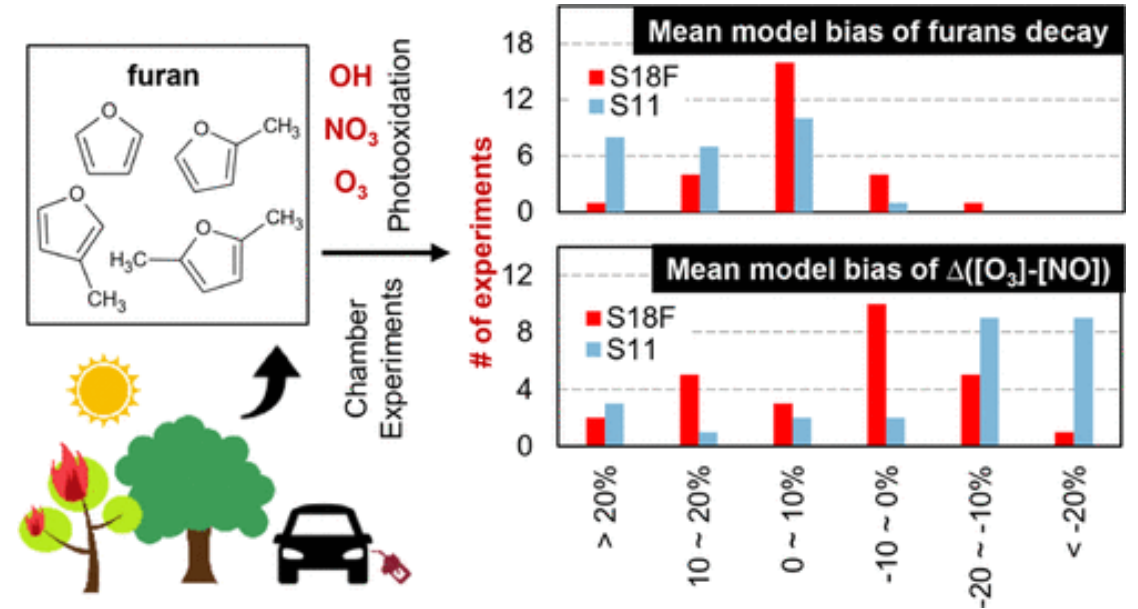 furan
O
O
CH₃
O
CH₃
O
H₃C
CH₃
OH
NO₃
O₃
Photooxidation
Chamber
Experiments
# of experiments
Mean model bias of furans decay
S18F
S11
18
12
6
0
Mean model bias of Δ([O₃]-[NO])
S18F
S11
12
8
4
0
> 20%
10 ~ 20%
0 ~ 10%
-10 ~ 0%
-20 ~ -10%
< -20%